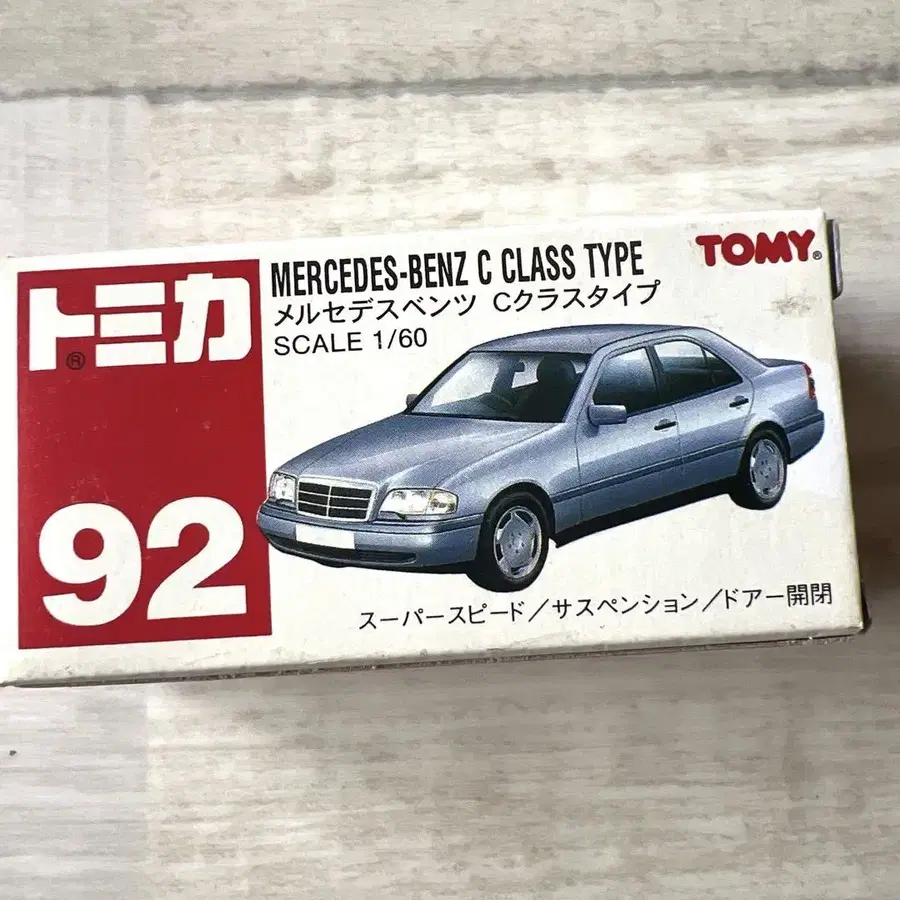 トミカ®
92
MERCEDES-BENZ C CLASS TYPE
メルセデスベンツ Cクラスタイプ
SCALE 1/60
TOMY®
スーパースピード/サスペンション/ドアー開閉